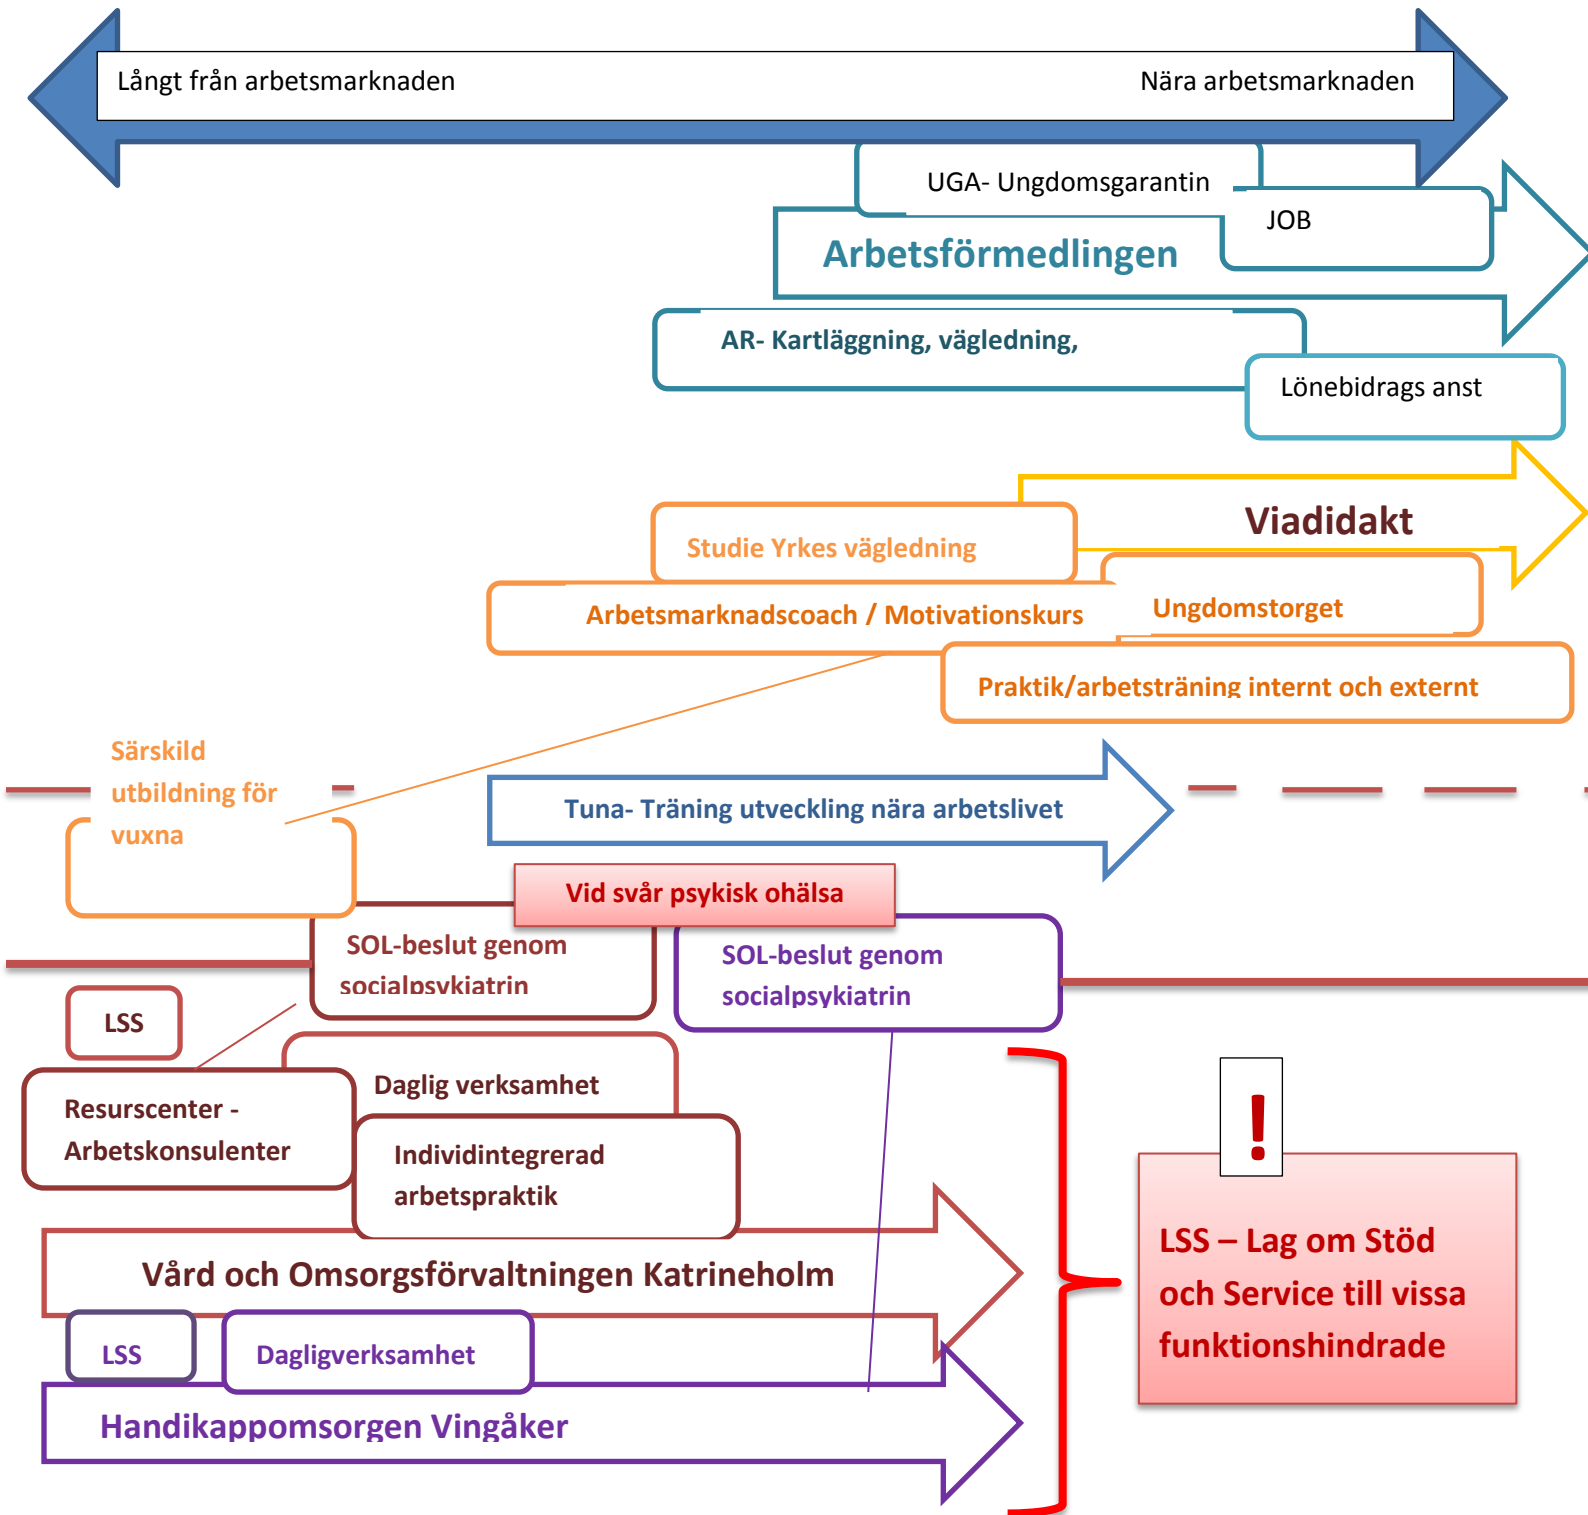 Långt från arbetsmarknaden
Nära arbetsmarknaden
UGA- Ungdomsgarantin
JOB
Arbetsförmedlingen
AR- Kartläggning, vägledning,
Lönebidrags anst
Viadidakt
Studie Yrkes vägledning
Arbetsmarknadscoach / Motivationskurs
Ungdomstorget
Praktik/arbetsträning internt och externt
Särskild
utbildning för
vuxna
Tuna- Träning utveckling nära arbetslivet
Vid svår psykisk ohälsa
SOL-beslut genom
socialpsykiatrin
SOL-beslut genom
socialpsykiatrin
LSS
Daglig verksamhet
Resurscenter -
Arbetskonsulenter
Individintegrerad
arbetspraktik
!
LSS – Lag om Stöd
och Service till vissa
funktionshindrade
Vård och Omsorgsförvaltningen Katrineholm
LSS
Dagligverksamhet
Handikappomsorgen Vingåker